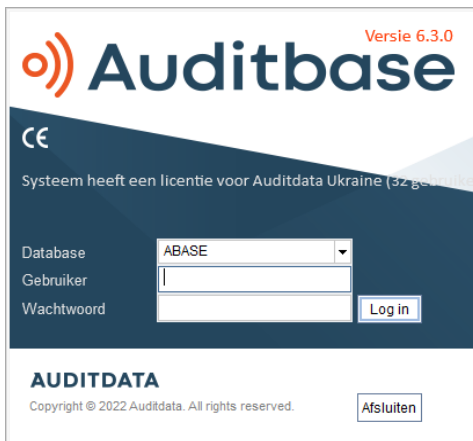 Versie 6.3.0
Auditbase
CE
Systeem heeft een licentie voor Auditdata Ukraine (32 gebruike
Database ABASE
Gebruiker
Wachtwoord Log in
AUDITDATA
Copyright © 2022 Auditdata. All rights reserved.
Afsluiten